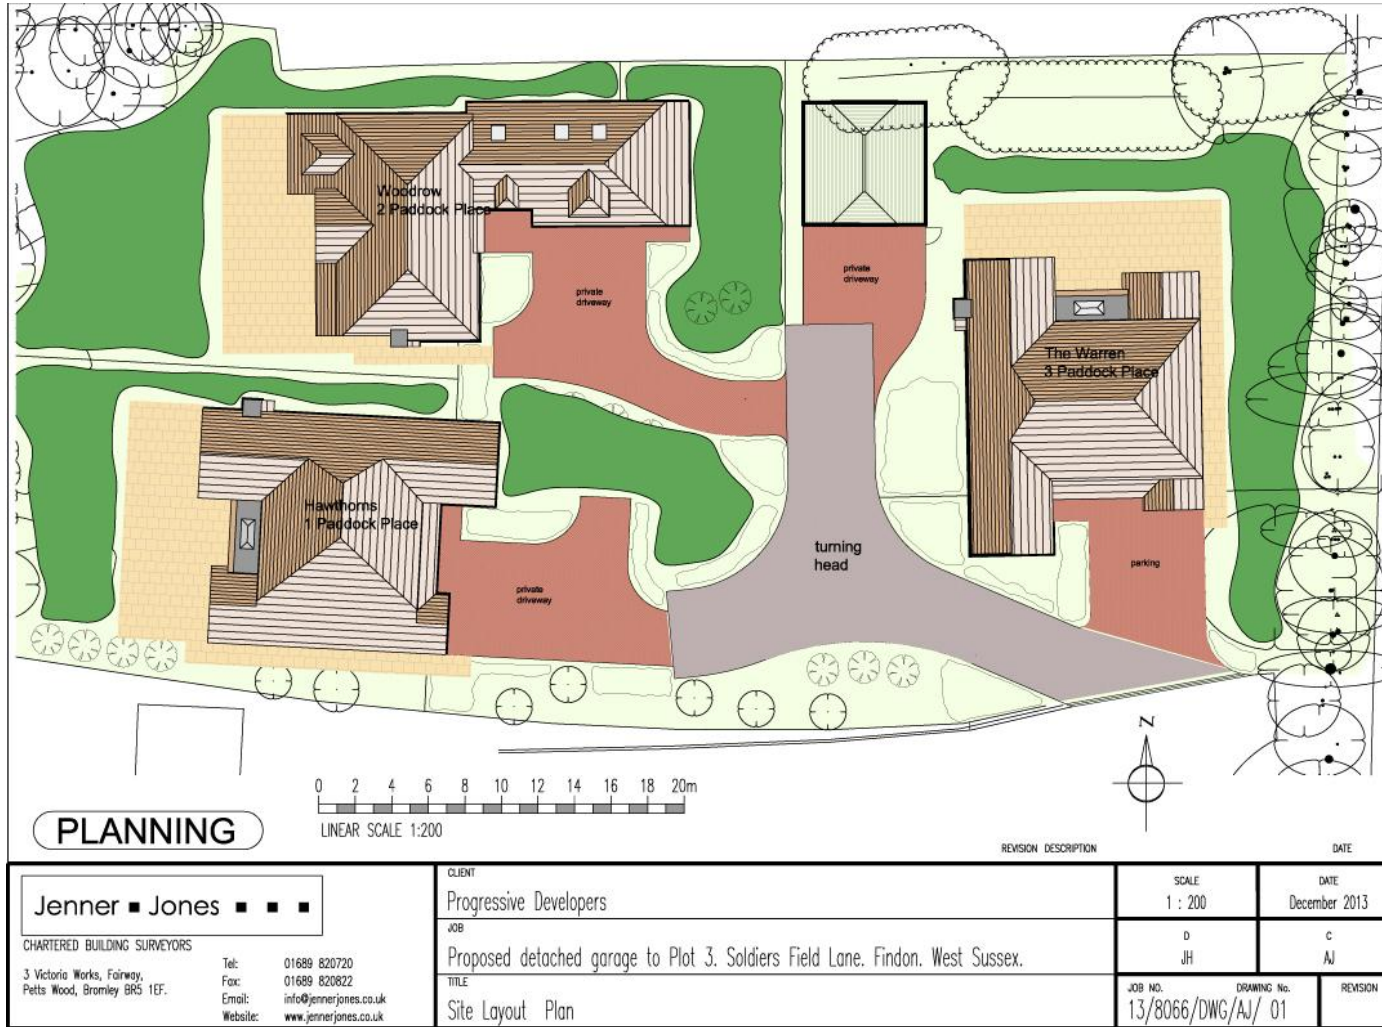 Woodrow
2 Paddock Place
private
driveway
private
driveway
The Warren
3 Paddock Place
Hawthorns
1 Paddock Place
turning
head
parking
private
driveway
N
0 2 4 6 8 10 12 14 16 18 20m
LINEAR SCALE 1:200
PLANNING
REVISION DESCRIPTION DATE
Jenner ■ Jones ■ ■ ■
CHARTERED BUILDING SURVEYORS
3 Victoria Works, Fairway,
Petts Wood, Bromley BR5 1EF.
Tel: 01689 820720
Fax: 01689 820822
Email: info@jennerjones.co.uk
Website: www.jennerjones.co.uk
CLIENT
Progressive Developers
JOB
Proposed detached garage to Plot 3. Soldiers Field Lane. Findon. West Sussex.
TITLE
Site Layout Plan
SCALE
1 : 200
DATE
December 2013
D
JH
C
AJ
JOB NO. DRAWING No.
13/8066/DWG/AJ/ 01
REVISION